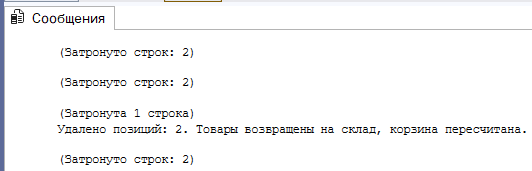 Сообщения
(Затронуто строк: 2)
(Затронуто строк: 2)
(Затронута 1 строка)
Удалено позиций: 2. Товары возвращены на склад, корзина пересчитана.
(Затронуто строк: 2)